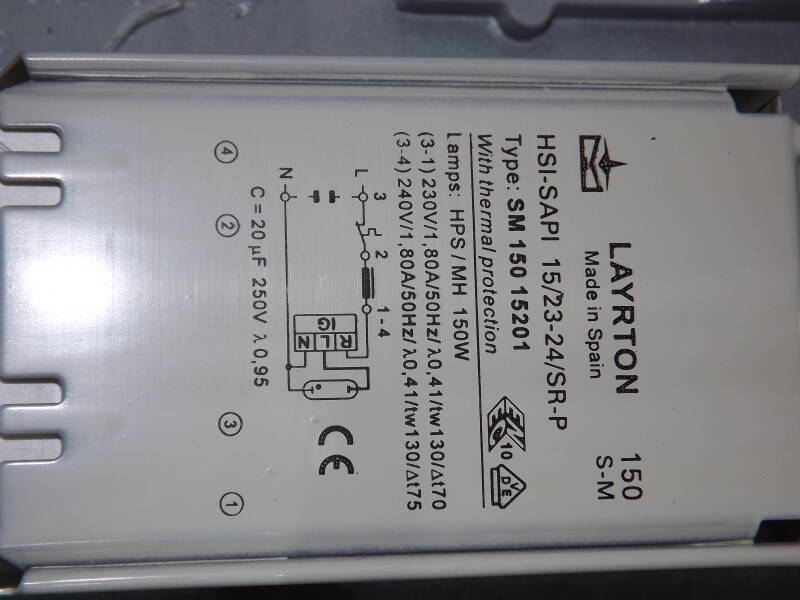 LAYRTON 150
Made in Spain S-M
HSI-SAPI 15/23-24/SR-P
Type: SM 150 15201
With thermal protection
10
DVE
Lamps: HPS/MH 150W
(3-1) 230V/1,80A/50Hz/λ0,41/tw130/Δt70
(3-4) 240V/1,80A/50Hz/λ0,41/tw130/Δt75
3 2 1-4
L
R
IG L
N
N
CE
C = 20 μF 250V λ 0,95
4 2 3 1